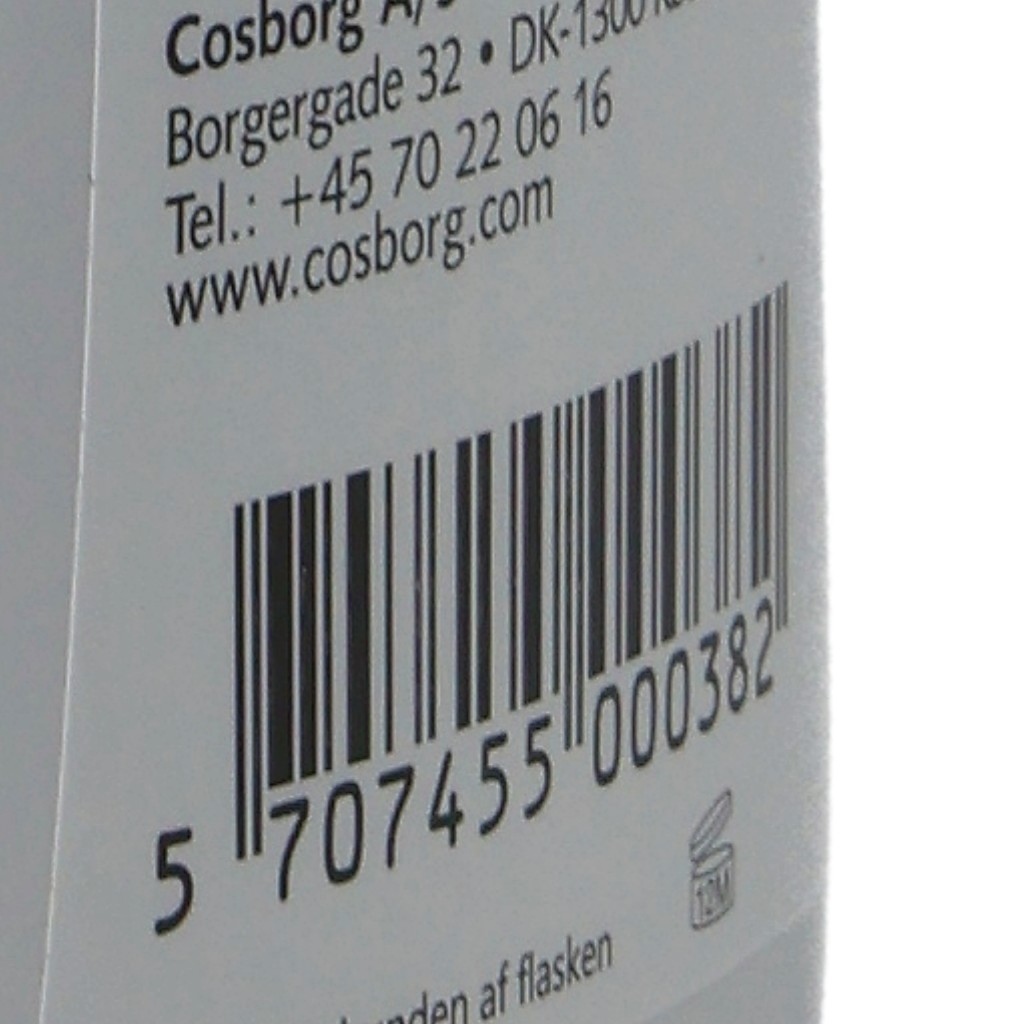 Cosborg A/S
Borgergade 32 • DK-1300
Tel.: +45 70 22 06 16
www.cosborg.com
5 707455 000382
12M
af flasken